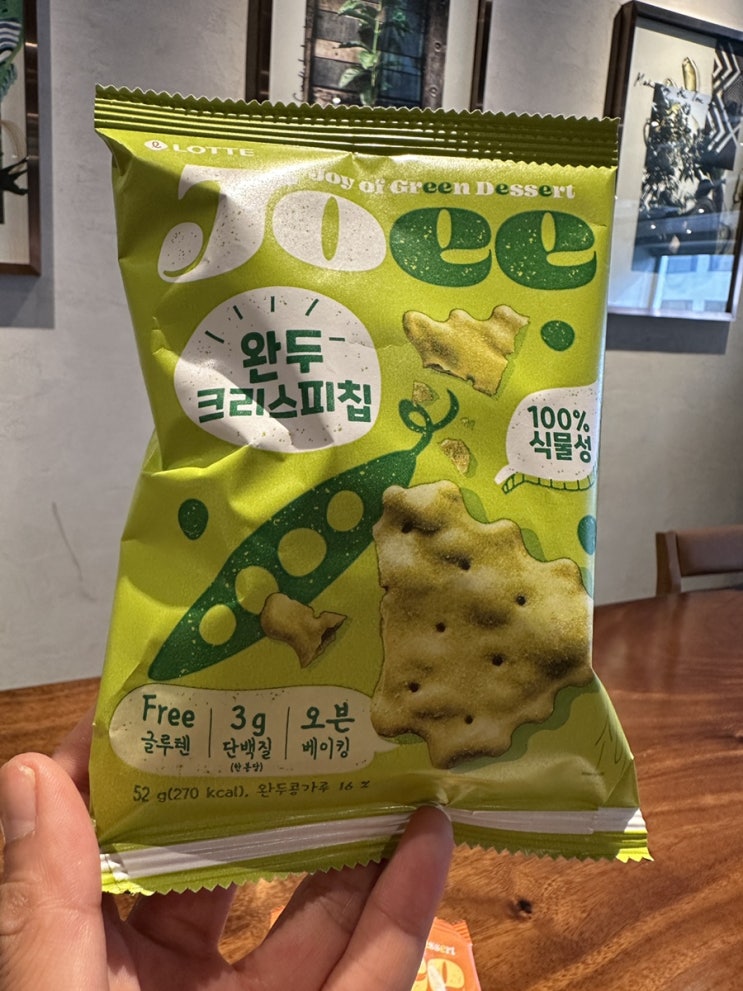 LOTTE
Joy of Green Dessert
Joee
완두
크리스피칩
100%
식물성
Free
글루텐
3g
단백질
(한봉당)
오븐
베이킹
52 g(270 kcal), 완두콩가루 16 %